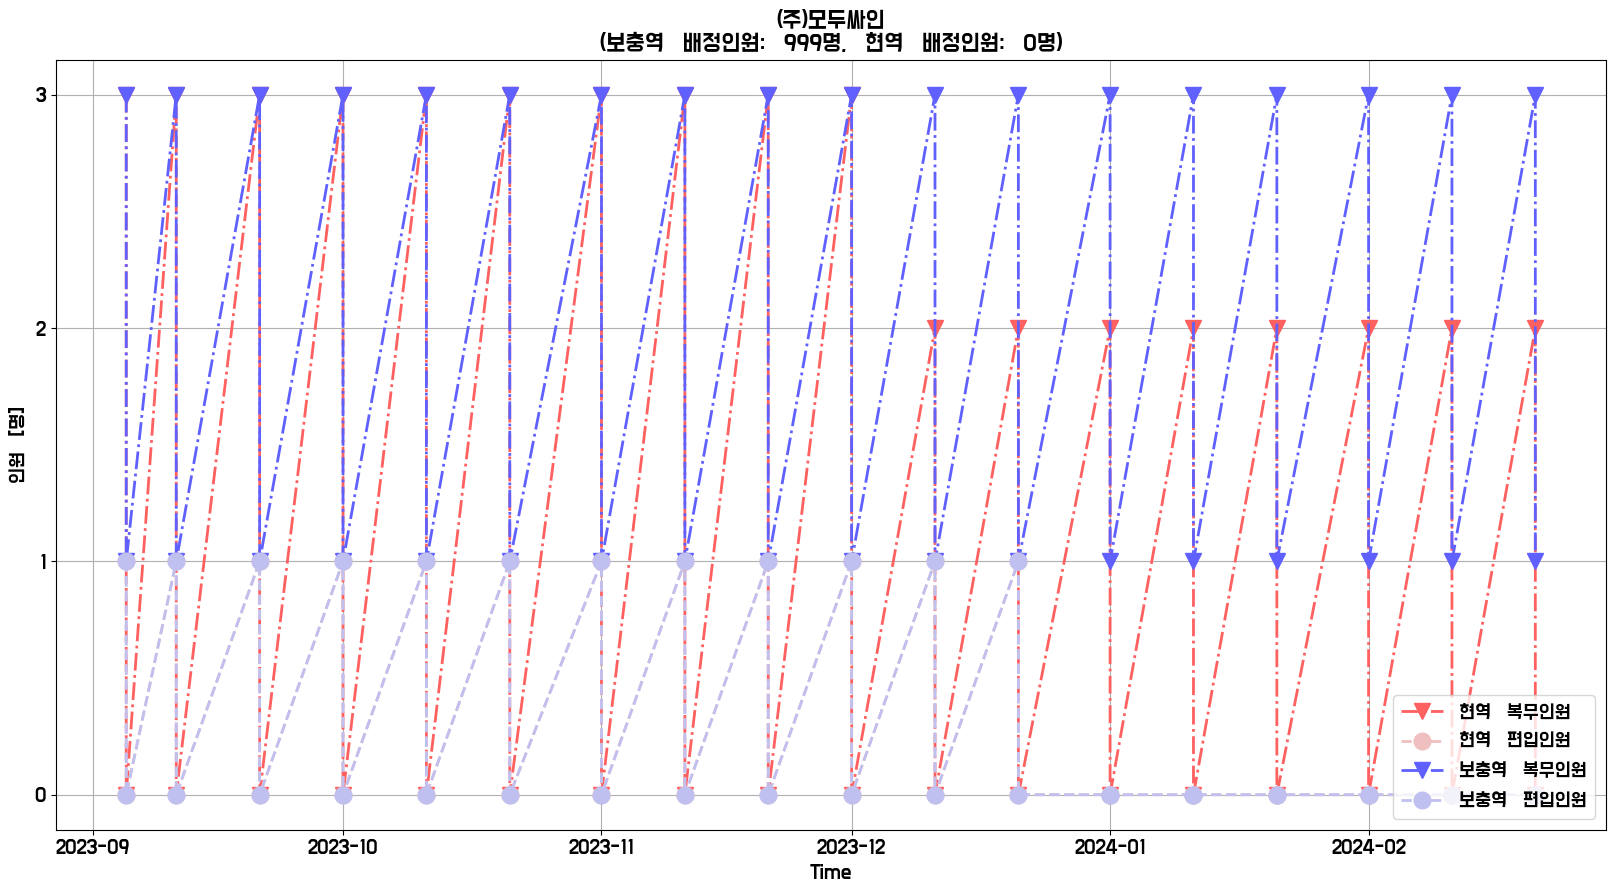 (주)모두싸인
(보충역 배정인원: 999명, 현역 배정인원: 0명)
인원 [명]
3
2
1
0
현역 복무인원
현역 편입인원
보충역 복무인원
보충역 편입인원
2023-09 2023-10 2023-11 2023-12 2024-01 2024-02
Time